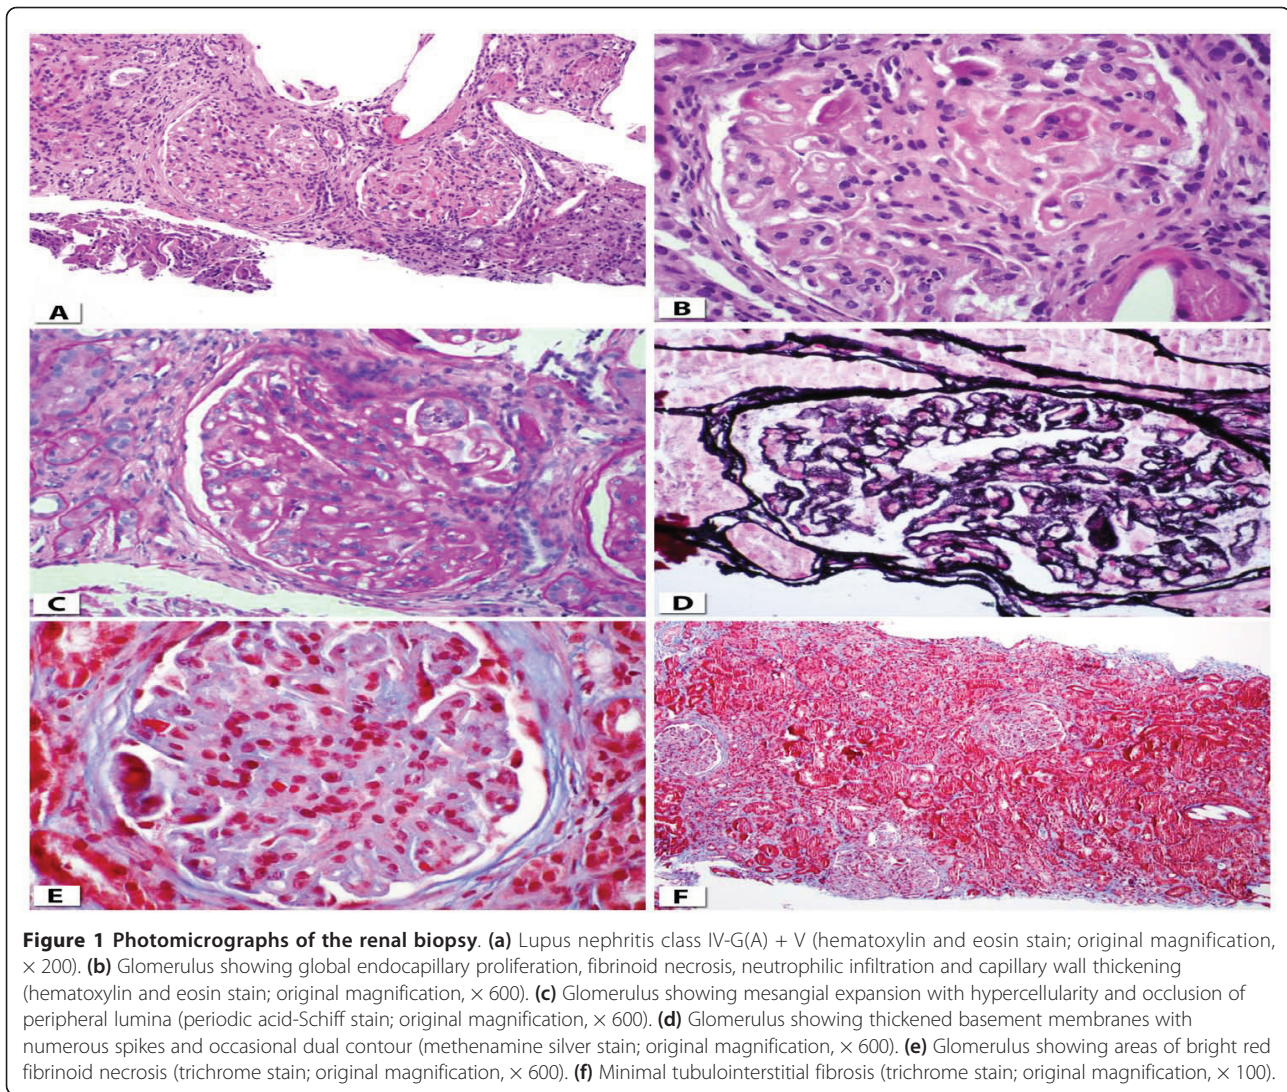 A
B
C
D
E
F
Figure 1 Photomicrographs of the renal biopsy. (a) Lupus nephritis class IV-G(A) + V (hematoxylin and eosin stain; original magnification,
× 200). (b) Glomerulus showing global endocapillary proliferation, fibrinoid necrosis, neutrophilic infiltration and capillary wall thickening
(hematoxylin and eosin stain; original magnification, × 600). (c) Glomerulus showing mesangial expansion with hypercellularity and occlusion of
peripheral lumina (periodic acid-Schiff stain; original magnification, × 600). (d) Glomerulus showing thickened basement membranes with
numerous spikes and occasional dual contour (methenamine silver stain; original magnification, × 600). (e) Glomerulus showing areas of bright red
fibrinoid necrosis (trichrome stain; original magnification, × 600). (f) Minimal tubulointerstitial fibrosis (trichrome stain; original magnification, × 100).